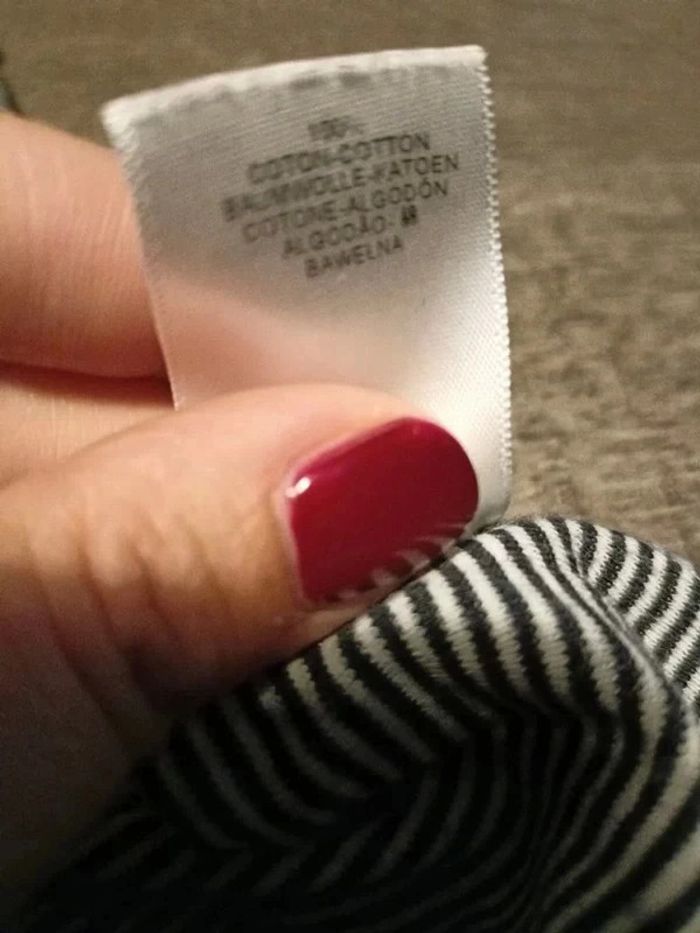 100%
COTON-COTTON
BAUMWOLLE-KATOEN
COTONE-ALGODÓN
ALGODÃO-
BAWEŁNA